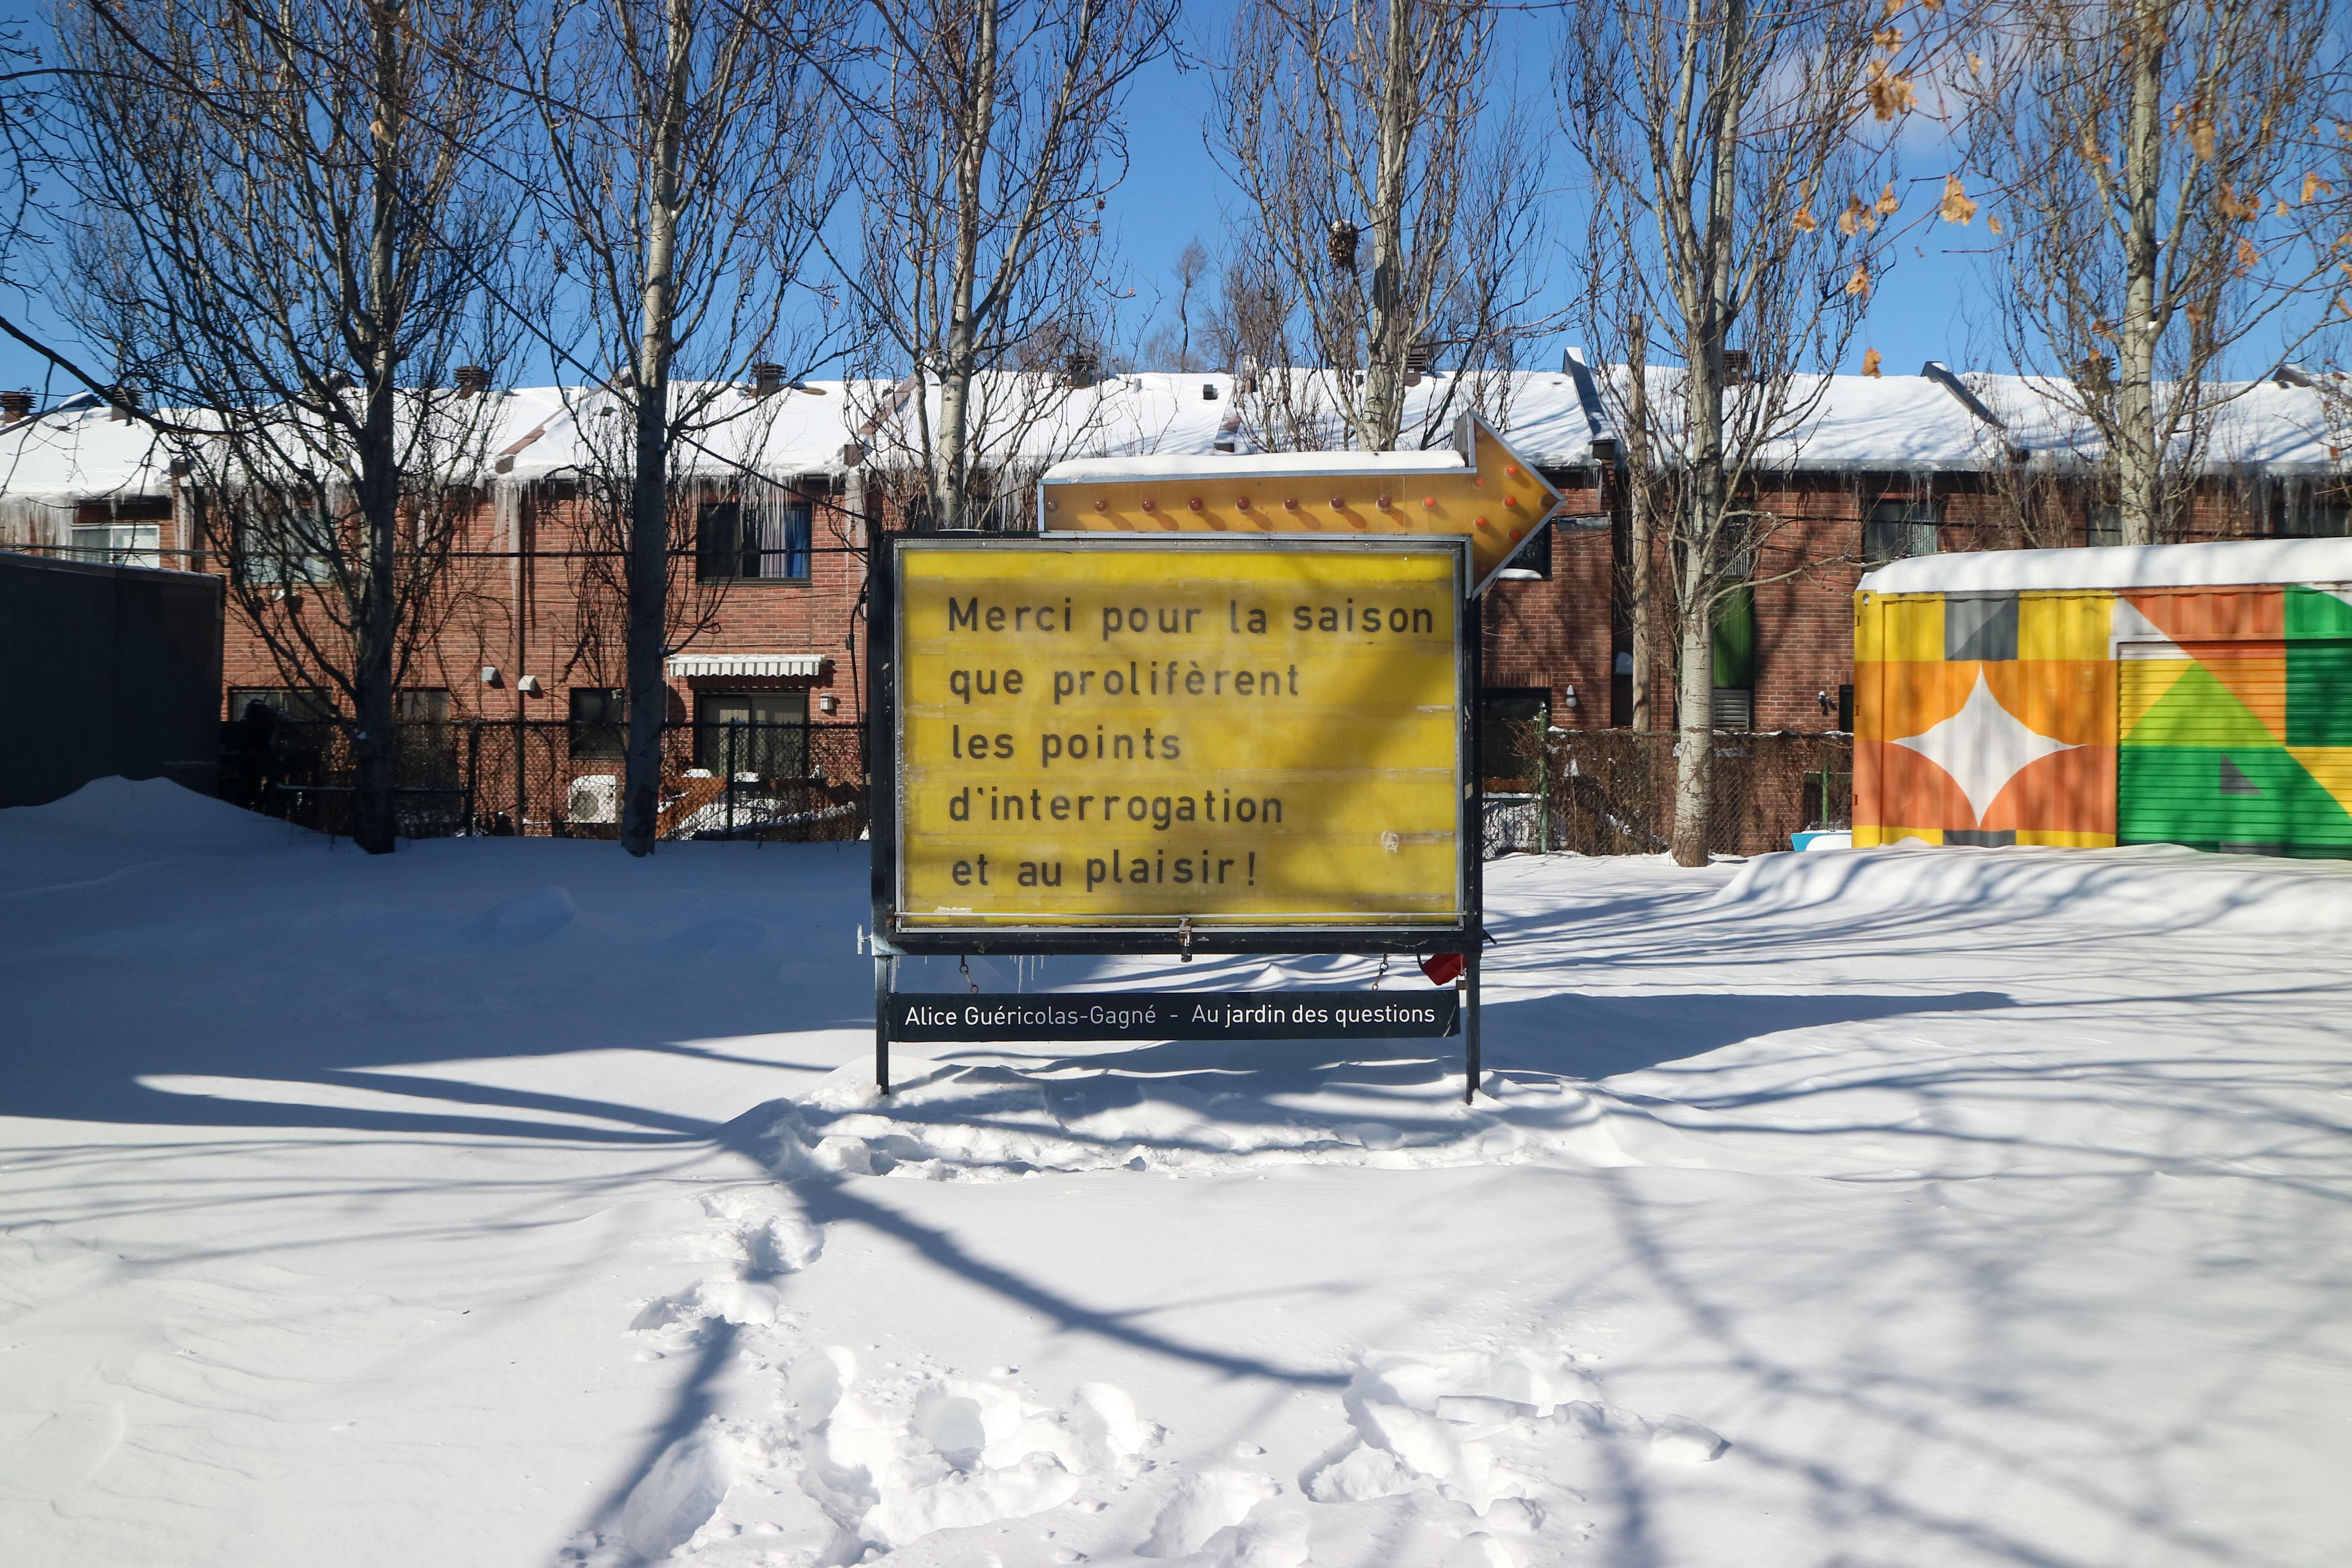 Merci pour la saison
que prolifèrent
les points
d'interrogation
et au plaisir!
Alice Guéricolas-Gagné - Au jardin des questions